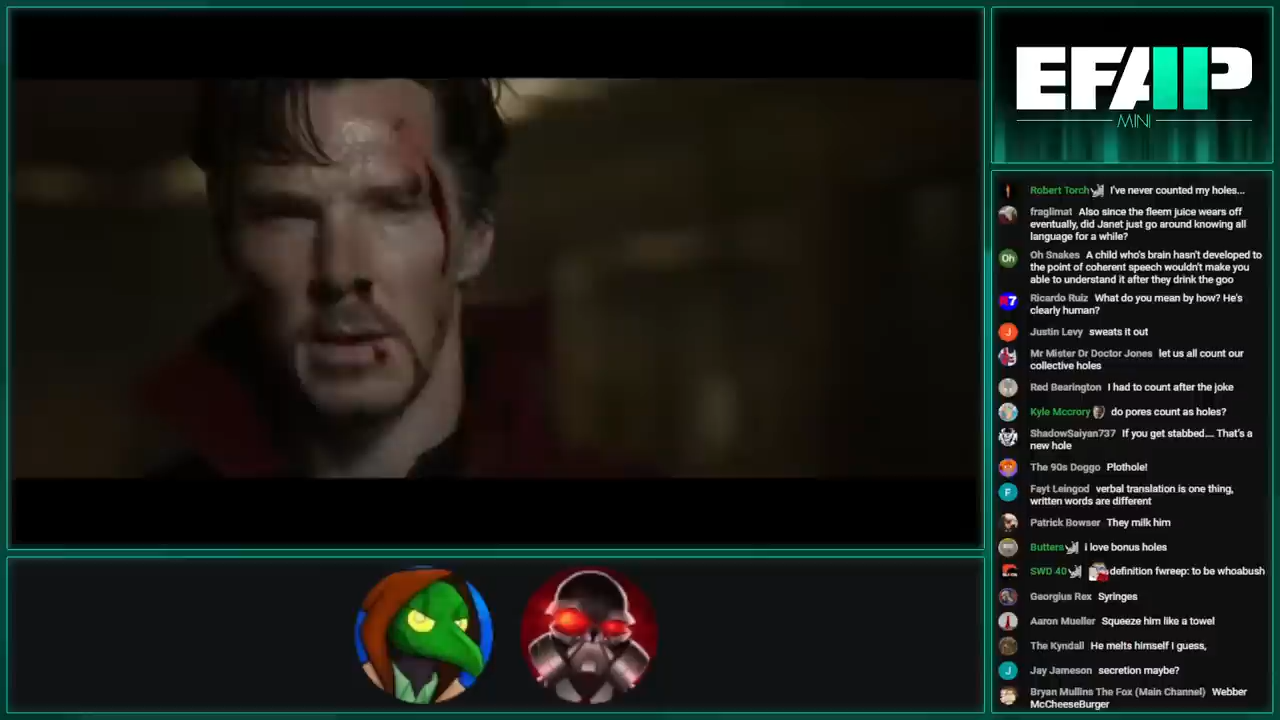 EFAP
MINI
Robert Torch I've never counted my holes...
fraglimat Also since the fleem juice wears off
eventually, did Janet just go around knowing all
language for a while?
Oh
Oh Snakes A child who's brain hasn't developed to
the point of coherent speech wouldn't make you
able to understand it after they drink the goo
7
Ricardo Ruiz What do you mean by how? He's
clearly human?
J
Justin Levy sweats it out
Mr Mister Dr Doctor Jones let us all count our
collective holes
Red Bearington I had to count after the joke
Kyle Mccrory do pores count as holes?
ShadowSaiyan737 If you get stabbed.... That's a
new hole
The 90s Doggo Plothole!
F
Fayt Leingod verbal translation is one thing,
written words are different
Patrick Bowser They milk him
Butters i love bonus holes
SWD 40 definition fwreep: to be whoabush
Georgius Rex Syringes
Aaron Mueller Squeeze him like a towel
The Kyndall He melts himself I guess,
J
Jay Jameson secretion maybe?
Bryan Mullins The Fox (Main Channel) Webber
McCheeseBurger